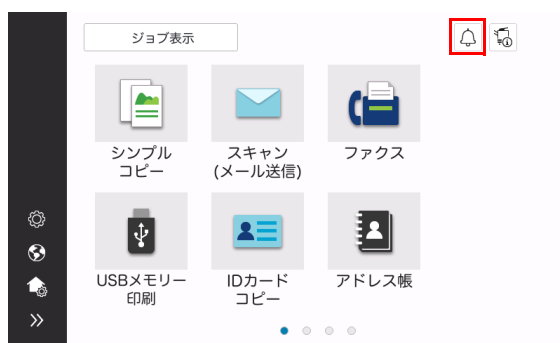 ジョブ表示
シンプル
コピー
スキャン
(メール送信)
ファクス
USBメモリー
印刷
IDカード
コピー
アドレス帳